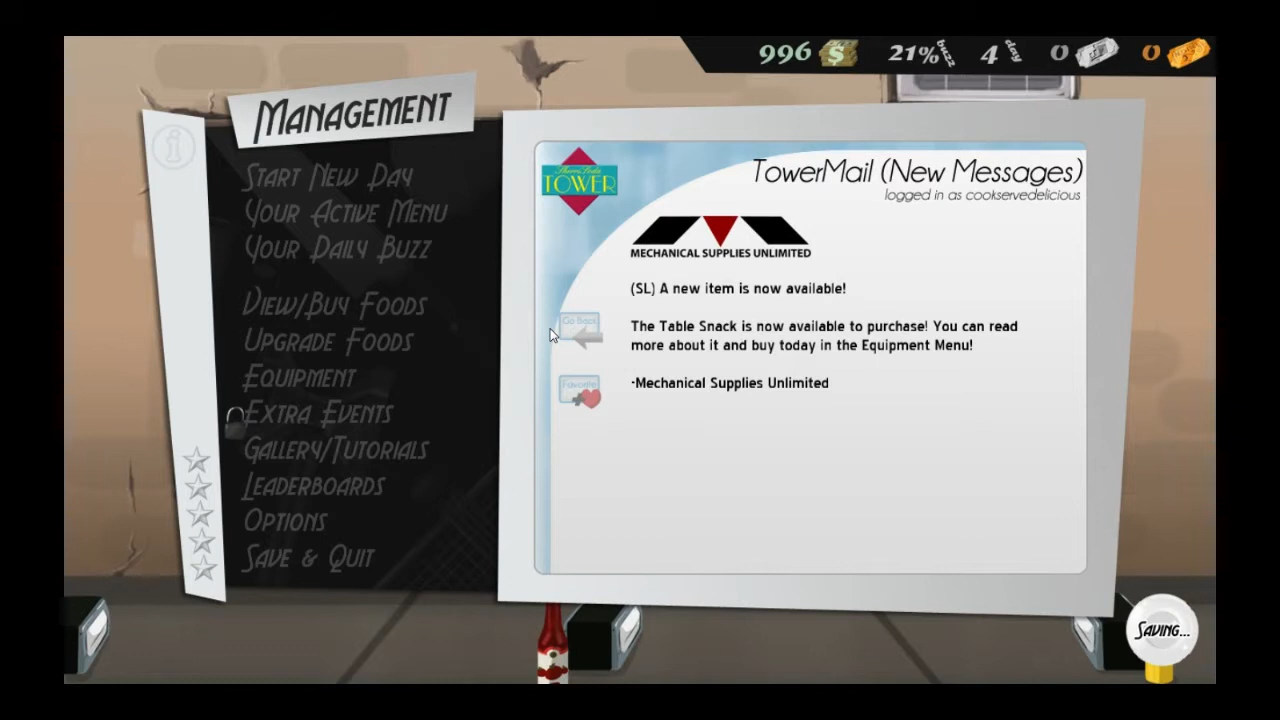 996 $ 21% buzz 4 day 0 0
MANAGEMENT
START NEW DAY
YOUR ACTIVE MENU
YOUR DAILY BUZZ
VIEW/BUY FOODS
UPGRADE FOODS
EQUIPMENT
EXTRA EVENTS
GALLERY/TUTORIALS
LEADERBOARDS
OPTIONS
SAVE & QUIT
TOWER
TowerMail (New Messages)
logged in as cookservedelicious
MECHANICAL SUPPLIES UNLIMITED
(SL) A new item is now available!
The Table Snack is now available to purchase! You can read
more about it and buy today in the Equipment Menu!
-Mechanical Supplies Unlimited
Go Back
Favorite
SAVING...